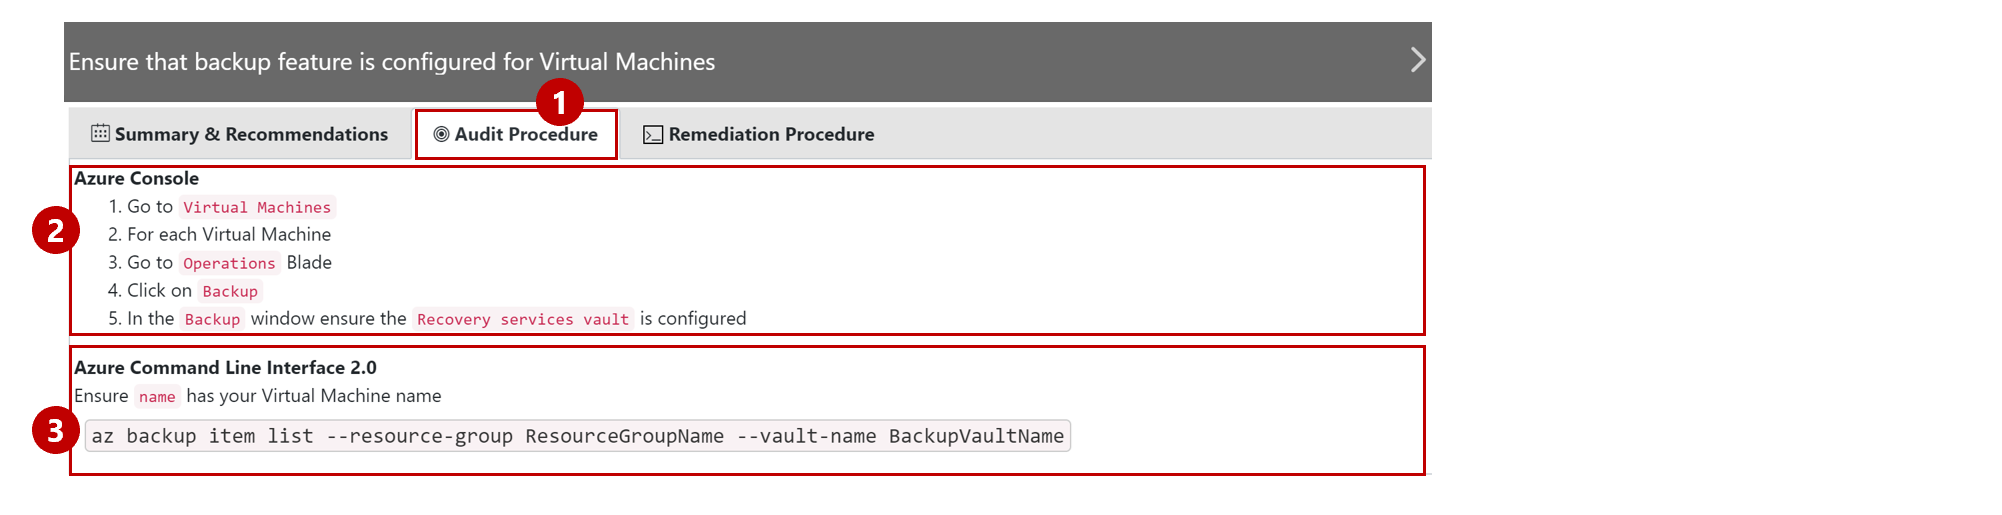 Ensure that backup feature is configured for Virtual Machines
1
Summary & Recommendations Audit Procedure Remediation Procedure
Azure Console
1. Go to Virtual Machines
2
2. For each Virtual Machine
3. Go to Operations Blade
4. Click on Backup
5. In the Backup window ensure the Recovery services vault is configured
Azure Command Line Interface 2.0
Ensure name has your Virtual Machine name
3
az backup item list --resource-group ResourceGroupName --vault-name BackupVaultName